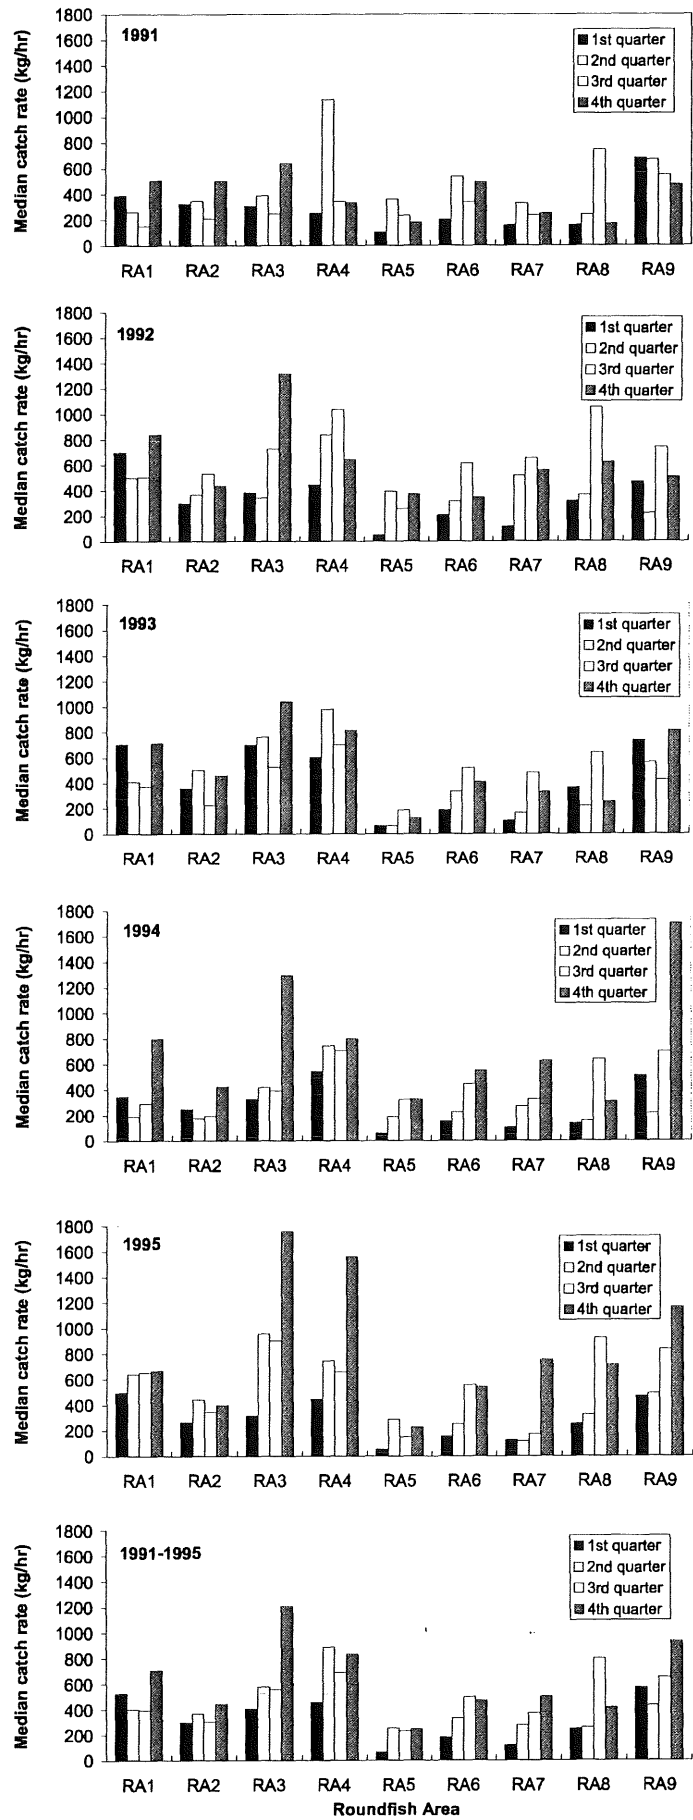 1800
1600
1400
1200
1000
800
600
400
200
0
Median catch rate (kg/hr)
1991
1st quarter
2nd quarter
3rd quarter
4th quarter
RA1 RA2 RA3 RA4 RA5 RA6 RA7 RA8 RA9
1800
1600
1400
1200
1000
800
600
400
200
0
Median catch rate (kg/hr)
1992
1st quarter
2nd quarter
3rd quarter
4th quarter
RA1 RA2 RA3 RA4 RA5 RA6 RA7 RA8 RA9
1800
1600
1400
1200
1000
800
600
400
200
0
Median catch rate (kg/hr)
1993
1st quarter
2nd quarter
3rd quarter
4th quarter
RA1 RA2 RA3 RA4 RA5 RA6 RA7 RA8 RA9
1800
1600
1400
1200
1000
800
600
400
200
0
Median catch rate (kg/hr)
1994
1st quarter
2nd quarter
3rd quarter
4th quarter
RA1 RA2 RA3 RA4 RA5 RA6 RA7 RA8 RA9
1800
1600
1400
1200
1000
800
600
400
200
0
Median catch rate (kg/hr)
1995
1st quarter
2nd quarter
3rd quarter
4th quarter
RA1 RA2 RA3 RA4 RA5 RA6 RA7 RA8 RA9
1800
1600
1400
1200
1000
800
600
400
200
0
Median catch rate (kg/hr)
1991-1995
1st quarter
2nd quarter
3rd quarter
4th quarter
RA1 RA2 RA3 RA4 RA5 RA6 RA7 RA8 RA9
Roundfish Area